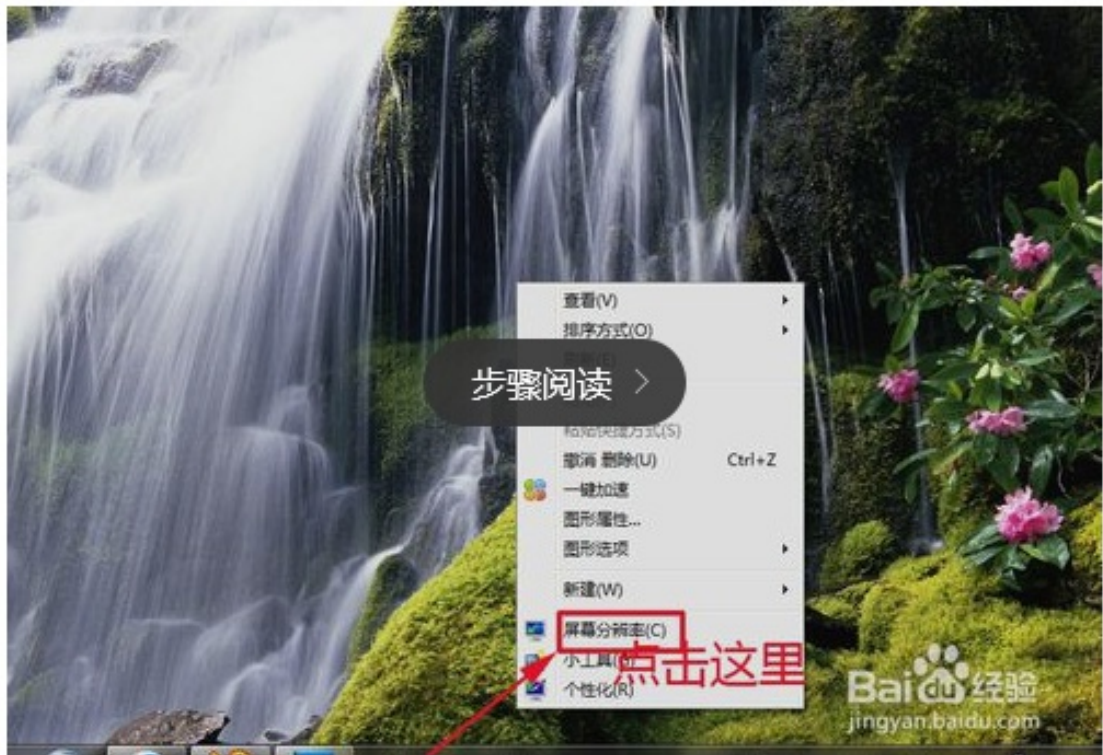 查看(V)
排序方式(O)
步骤阅读
粘贴快捷方式(S)
撤消 删除(U) Ctrl+Z
一键加速
图形属性...
图形选项
新建(W)
屏幕分辨率(C)
点击这里
小工具
个性化(R)
Baidu经验
jingyan.baidu.com